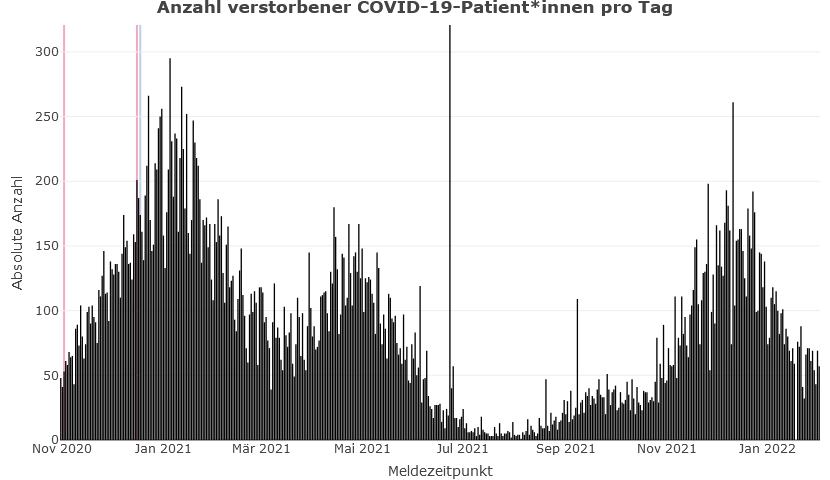 Anzahl verstorbener COVID-19-Patient*innen pro Tag
300
250
200
150
100
50
0
Absolute Anzahl
Nov 2020 Jan 2021 Mär 2021 Mai 2021 Jul 2021 Sep 2021 Nov 2021 Jan 2022
Meldezeitpunkt